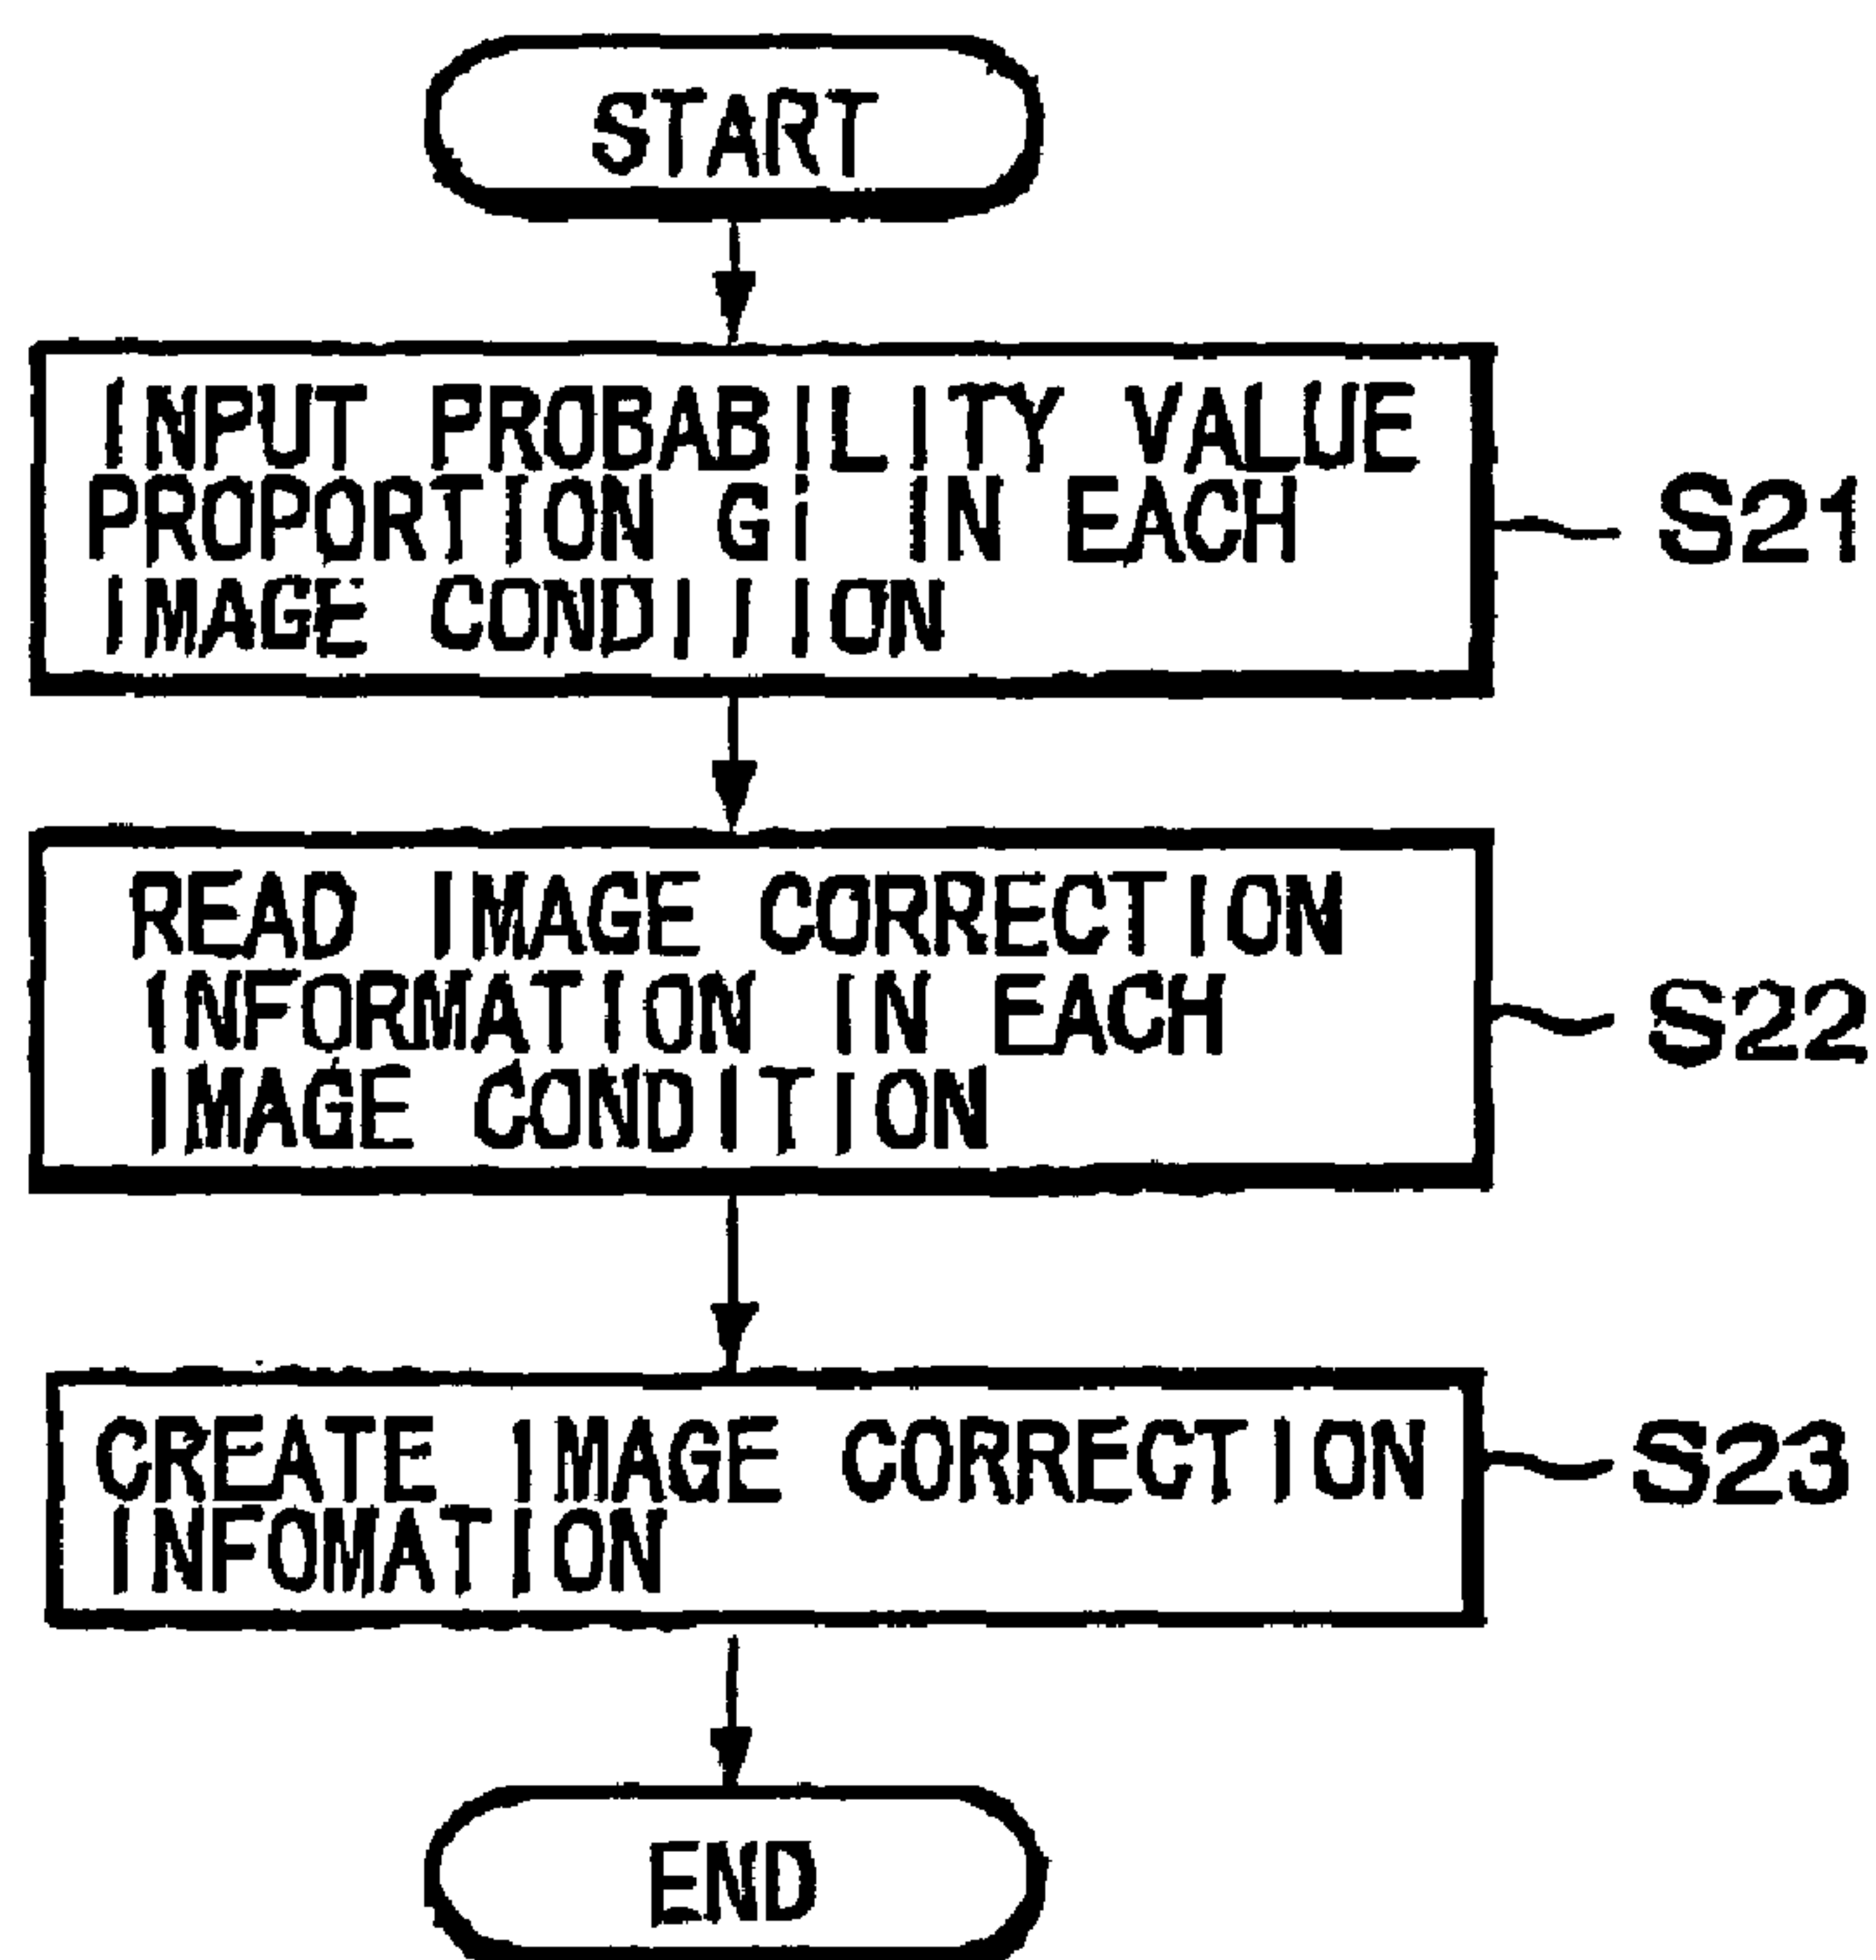 START
INPUT PROBABILITY VALUE
PROPORTION Gi IN EACH
IMAGE CONDITION
S21
READ IMAGE CORRECTION
INFORMATION IN EACH
IMAGE CONDITION
S22
CREATE IMAGE CORRECTION
INFOMATION
S23
END